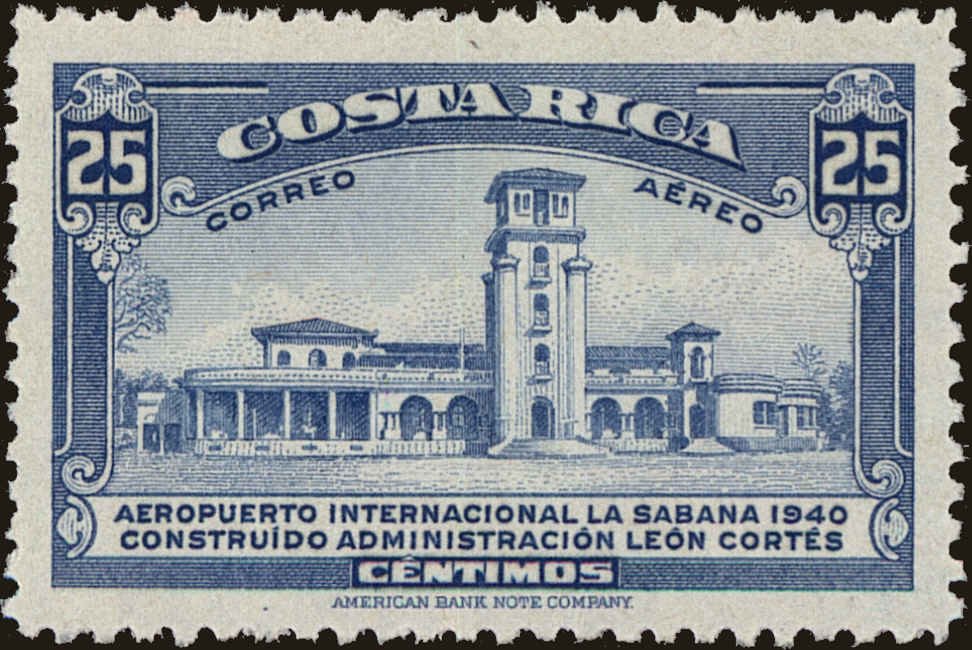 COSTA RICA
25
25
CORREO
AÉREO
AEROPUERTO INTERNACIONAL LA SABANA 1940
CONSTRUÍDO ADMINISTRACIÓN LEÓN CORTÉS
CÉNTIMOS
AMERICAN BANK NOTE COMPANY.